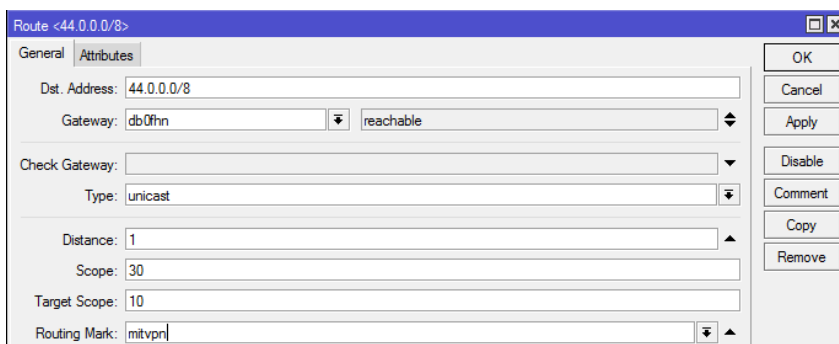 Route <44.0.0.0/8>
General Attributes
OK
Dst. Address: 44.0.0.0/8
Cancel
Gateway: db0fhn reachable
Apply
Check Gateway:
Disable
Type: unicast
Comment
Copy
Distance: 1
Remove
Scope: 30
Target Scope: 10
Routing Mark: mitvpn